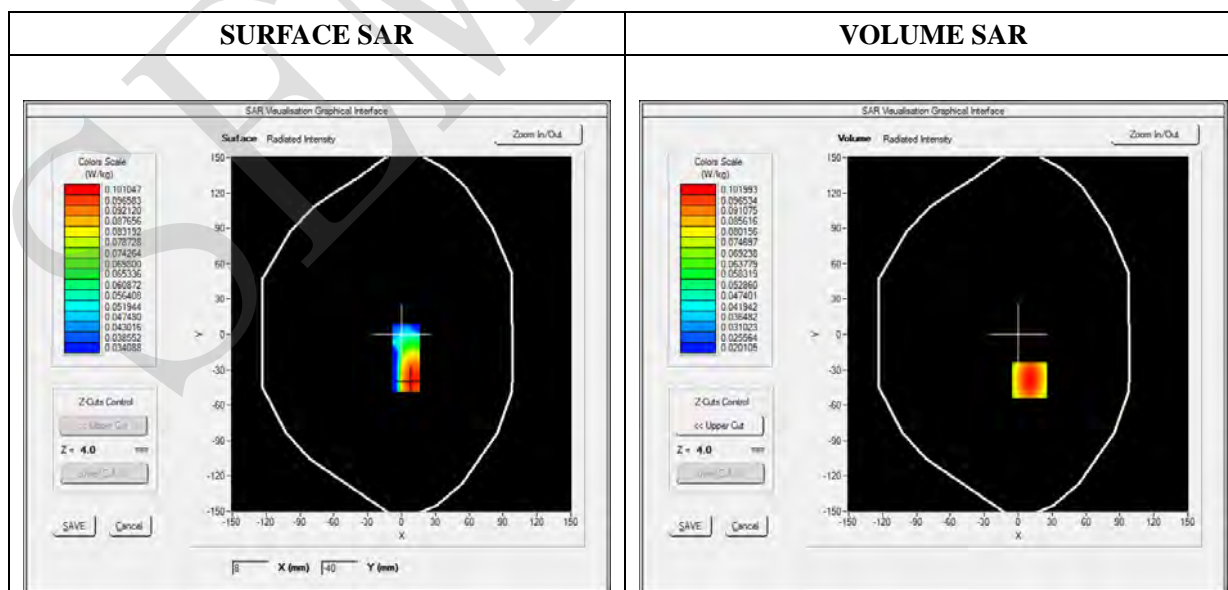 SURFACE SAR
SAR Visualisation Graphical Interface
Surface Radiated Intensity
Zoom In/Out
Colors Scale
(W/kg)
0.101047
0.096583
0.092120
0.087656
0.083192
0.078728
0.074264
0.069800
0.065336
0.060872
0.056408
0.051944
0.047480
0.043016
0.038552
0.034088
Z-Cuts Control
<< Upper Cut
Z = 4.0 mm
SAVE
Cancel
Y
150
120
90
60
30
0
-30
-60
-90
-120
-150
-150 -120 -90 -60 -30 0 30 60 90 120 150
X
8 X (mm) -40 Y (mm)
VOLUME SAR
SAR Visualisation Graphical Interface
Volume Radiated Intensity
Zoom In/Out
Colors Scale
(W/kg)
0.101993
0.096534
0.091075
0.085616
0.080156
0.074697
0.069238
0.063779
0.058319
0.052860
0.047401
0.041942
0.036482
0.031023
0.025564
0.020105
Z-Cuts Control
<< Upper Cut
Z = 4.0 mm
SAVE
Cancel
Y
150
120
90
60
30
0
-30
-60
-90
-120
-150
-150 -120 -90 -60 -30 0 30 60 90 120 150
X